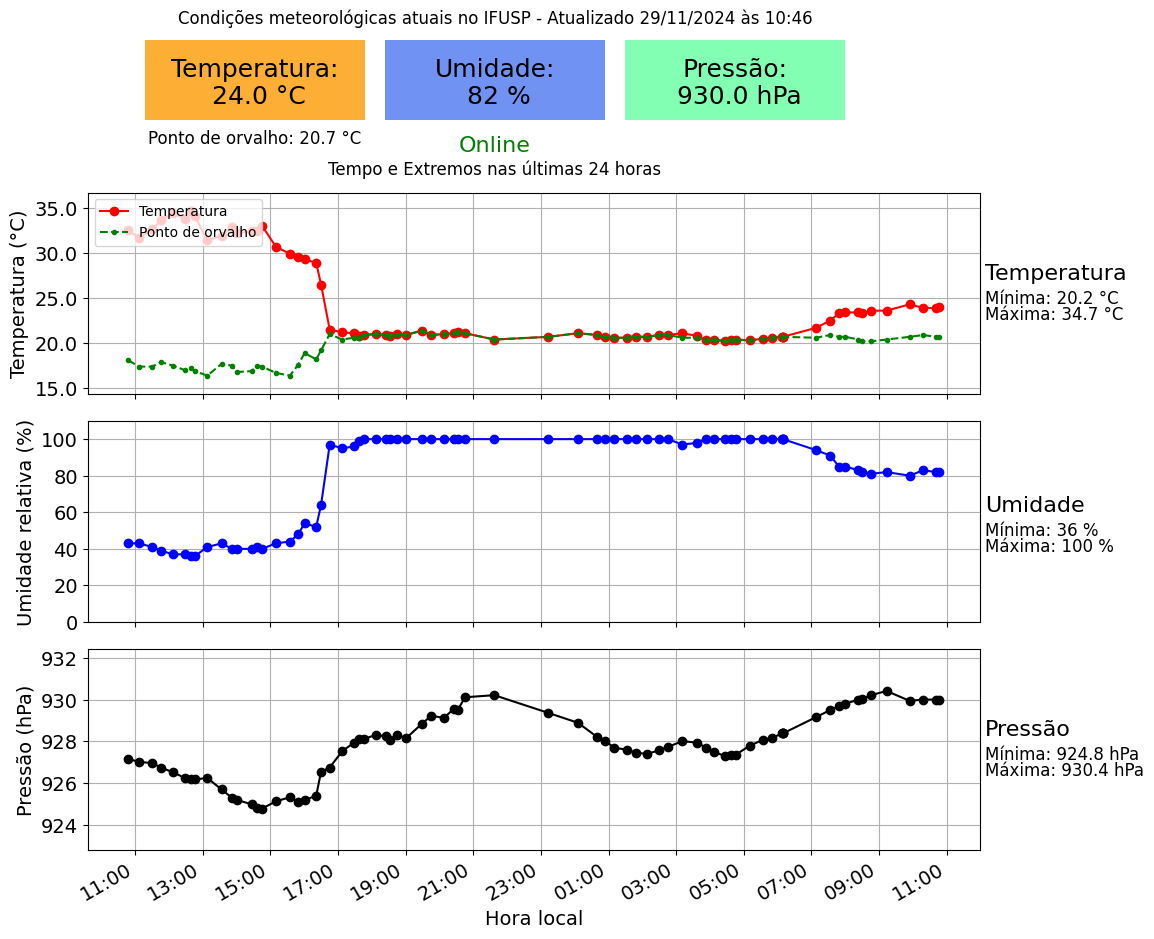 Condições meteorológicas atuais no IFUSP - Atualizado 29/11/2024 às 10:46
Temperatura:
24.0 °C
Umidade:
82 %
Pressão:
930.0 hPa
Ponto de orvalho: 20.7 °C
Online
Tempo e Extremos nas últimas 24 horas
Temperatura (°C)
35.0
30.0
25.0
20.0
15.0
Temperatura
Ponto de orvalho
Temperatura
Mínima: 20.2 °C
Máxima: 34.7 °C
Umidade relativa (%)
100
80
60
40
20
0
Umidade
Mínima: 36 %
Máxima: 100 %
Pressão (hPa)
932
930
928
926
924
Pressão
Mínima: 924.8 hPa
Máxima: 930.4 hPa
11:00 13:00 15:00 17:00 19:00 21:00 23:00 01:00 03:00 05:00 07:00 09:00 11:00
Hora local